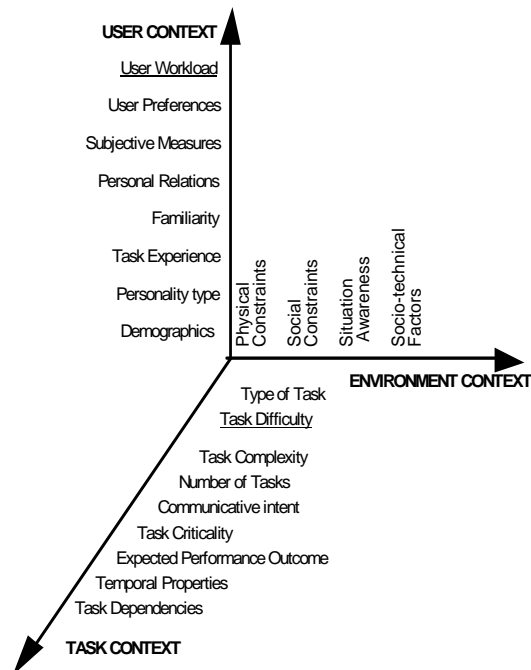 USER CONTEXT
User Workload
User Preferences
Subjective Measures
Personal Relations
Familiarity
Task Experience
Personality type
Demographics
Physical
Constraints
Social
Constraints
Situation
Awareness
Socio-technical
Factors
ENVIRONMENT CONTEXT
Type of Task
Task Difficulty
Task Complexity
Number of Tasks
Communicative intent
Task Criticality
Expected Performance Outcome
Temporal Properties
Task Dependencies
TASK CONTEXT